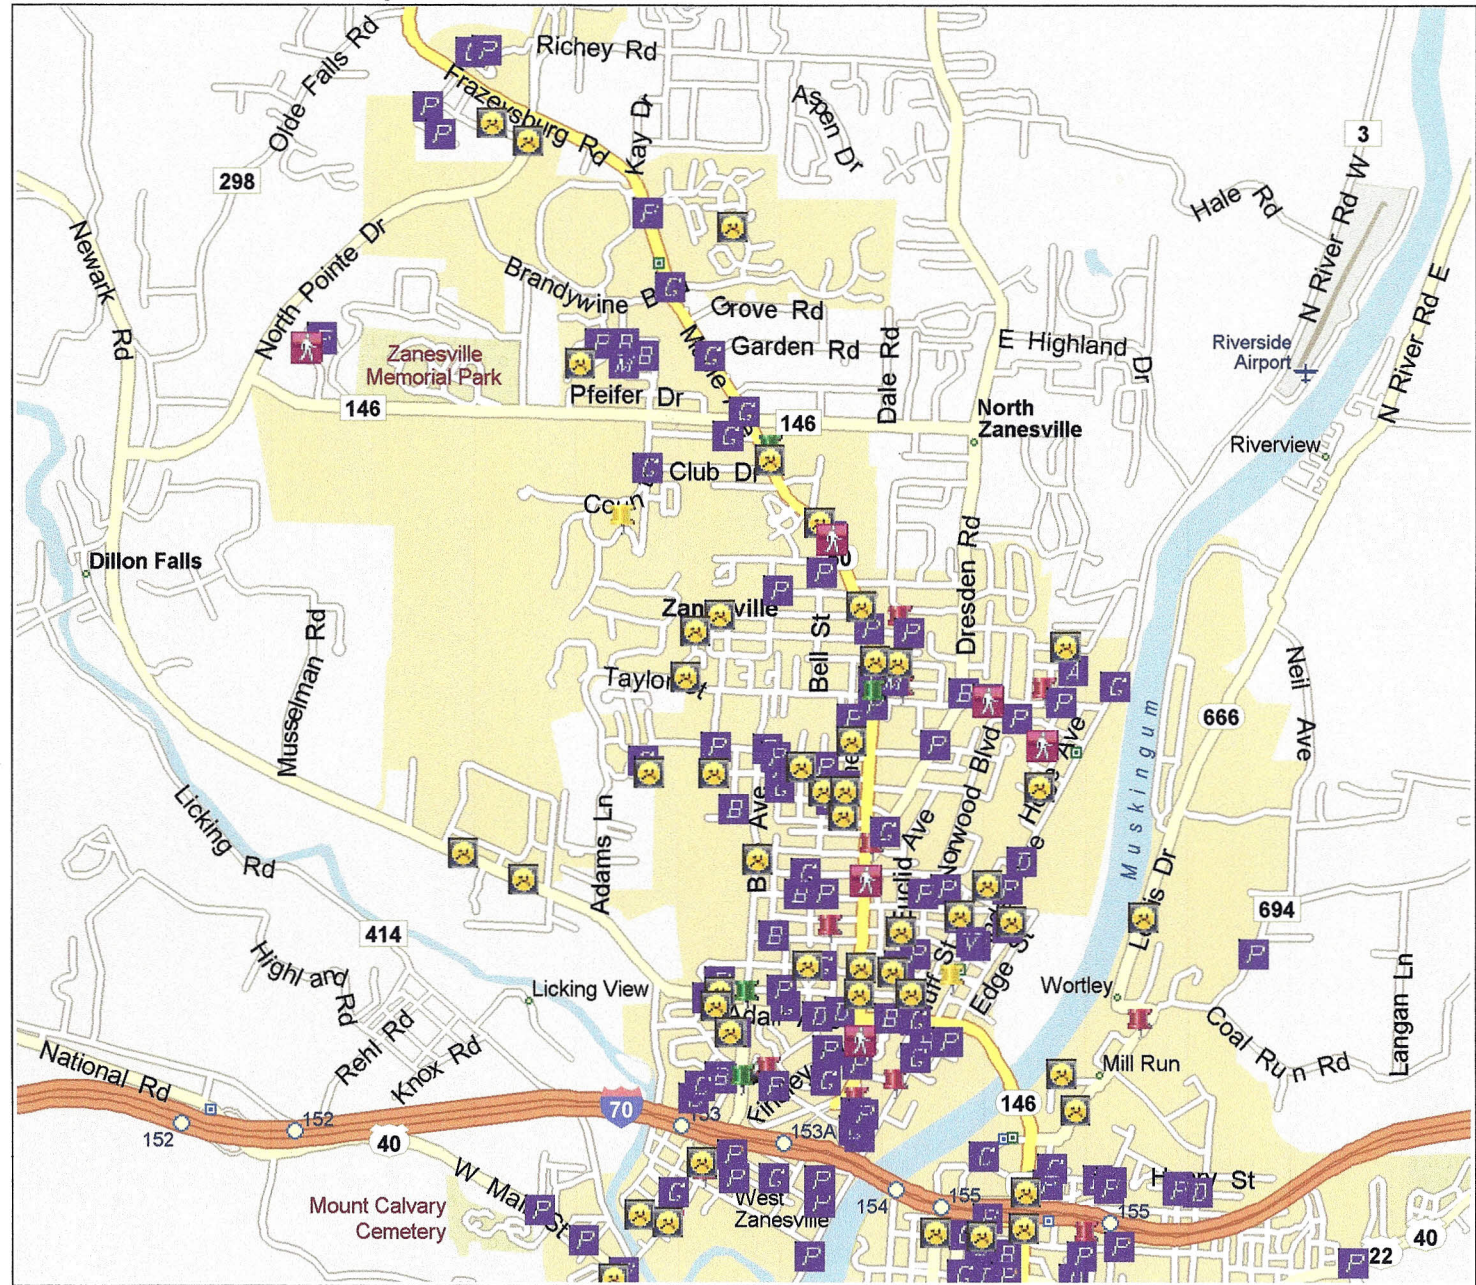 Olde Falls Rd
Richey Rd
Frazeysburg Rd
Kay Dr
Aspen Dr
3
298
Hale Rd
N River Rd W
Newark Rd
North Pointe Dr
Brandywine B
Grove Rd
N River Rd E
Zanesville
Memorial Park
Garden Rd
Dale Rd
E Highland Dr
Riverside
Airport
Pfeifer Dr
146
146
North
Zanesville
Riverview
Club Dr
Dillon Falls
Dresden Rd
Zanesville
Bell St
Musselman Rd
Taylor St
Neil Ave
666
Muskingum
Norwood Blvd
Licking Rd
Adams Ln
Ave
Euclid Ave
694
414
Highland Rd
Licking View
Edge St
Wortley
Langan Ln
Coal Run Rd
Rehl Rd
Knox Rd
National Rd
Mill Run
146
70
152
152
153
153A
40
W Main St
Mount Calvary
Cemetery
West
Zanesville
154
155
155
St
40
22